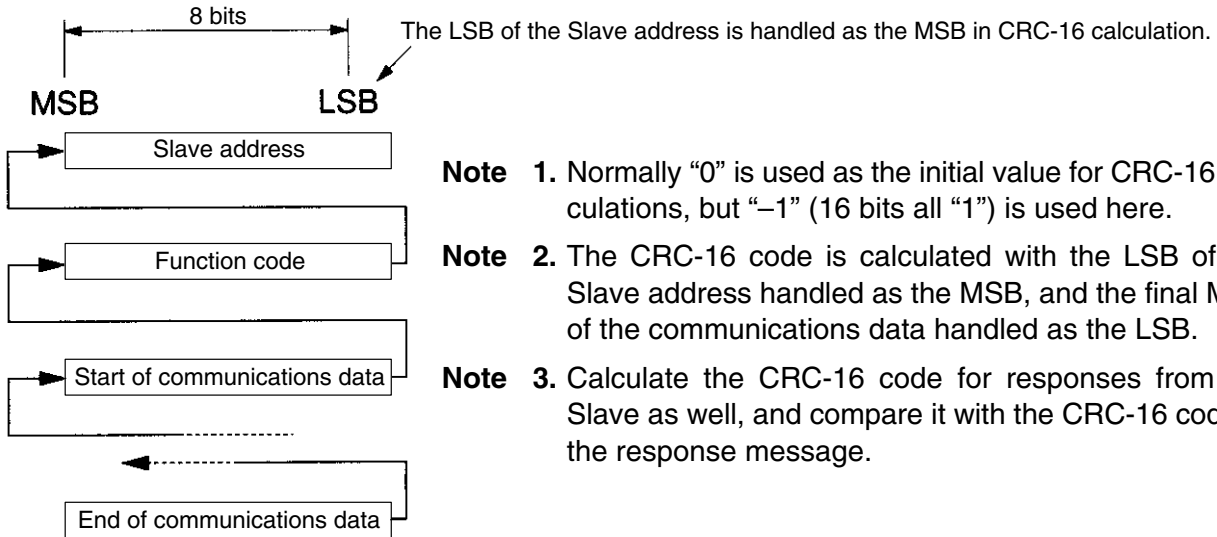 8 bits
The LSB of the Slave address is handled as the MSB in CRC-16 calculation.
MSB
LSB
Slave address
Function code
Start of communications data
End of communications data
Note 1. Normally “0” is used as the initial value for CRC-16
culations, but “–1” (16 bits all “1”) is used here.
Note 2. The CRC-16 code is calculated with the LSB of
Slave address handled as the MSB, and the final
of the communications data handled as the LSB.
Note 3. Calculate the CRC-16 code for responses from
Slave as well, and compare it with the CRC-16
the response message.